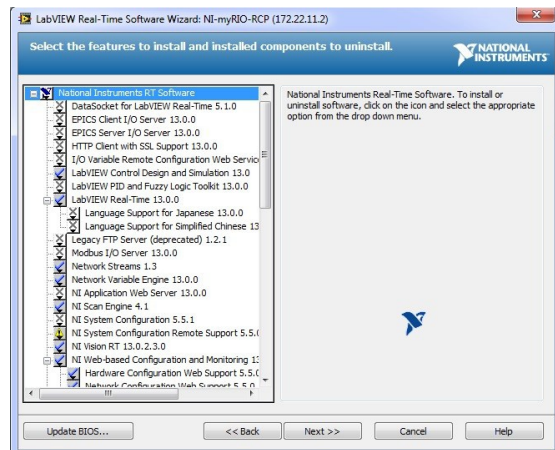 LabVIEW Real-Time Software Wizard: NI-myRIO-RCP (172.22.11.2)
Select the features to install and installed components to uninstall.
NATIONAL
INSTRUMENTS
National Instruments RT Software
DataSocket for LabVIEW Real-Time 5.1.0
EPICS Client I/O Server 13.0.0
EPICS Server I/O Server 13.0.0
HTTP Client with SSL Support 13.0.0
I/O Variable Remote Configuration Web Servic
LabVIEW Control Design and Simulation 13.0
LabVIEW PID and Fuzzy Logic Toolkit 13.0
LabVIEW Real-Time 13.0.0
Language Support for Japanese 13.0.0
Language Support for Simplified Chinese 13
Legacy FTP Server (deprecated) 1.2.1
Modbus I/O Server 13.0.0
Network Streams 1.3
Network Variable Engine 13.0.0
NI Application Web Server 13.0.0
NI Scan Engine 4.1
NI System Configuration 5.5.1
NI System Configuration Remote Support 5.5.0
NI Vision RT 13.0.2.3.0
NI Web-based Configuration and Monitoring 13
Hardware Configuration Web Support 5.5.0
Network Configuration Web Support 5.5.0
National Instruments Real-Time Software. To install or
uninstall software, click on the icon and select the appropriate
option from the drop down menu.
Update BIOS...
<< Back
Next >>
Cancel
Help